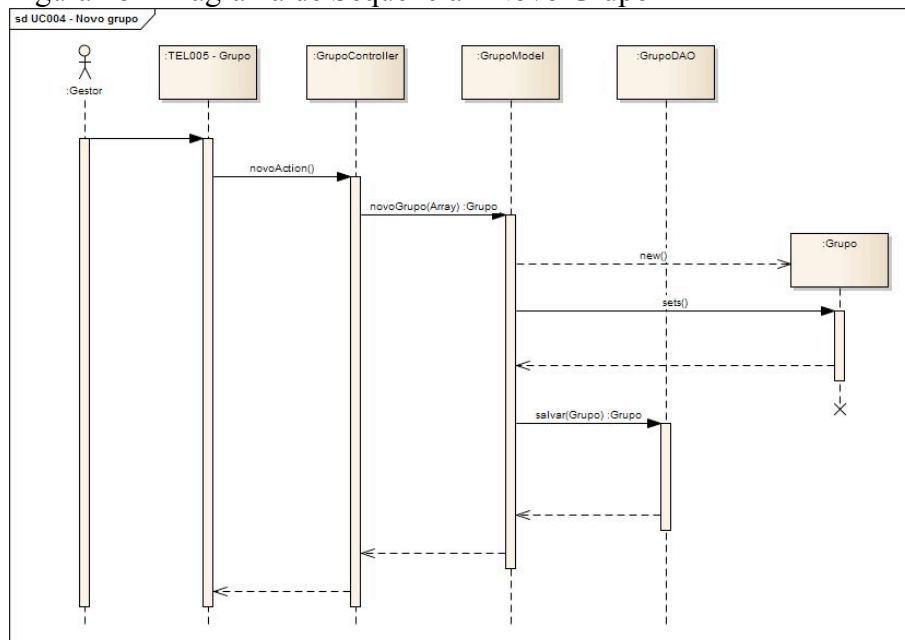 sd UC004 - Novo grupo
:Gestor
:TEL005 - Grupo
:GrupoController
:GrupoModel
:GrupoDAO
novoAction()
novoGrupo(Array) :Grupo
:Grupo
new()
sets()
salvar(Grupo) :Grupo